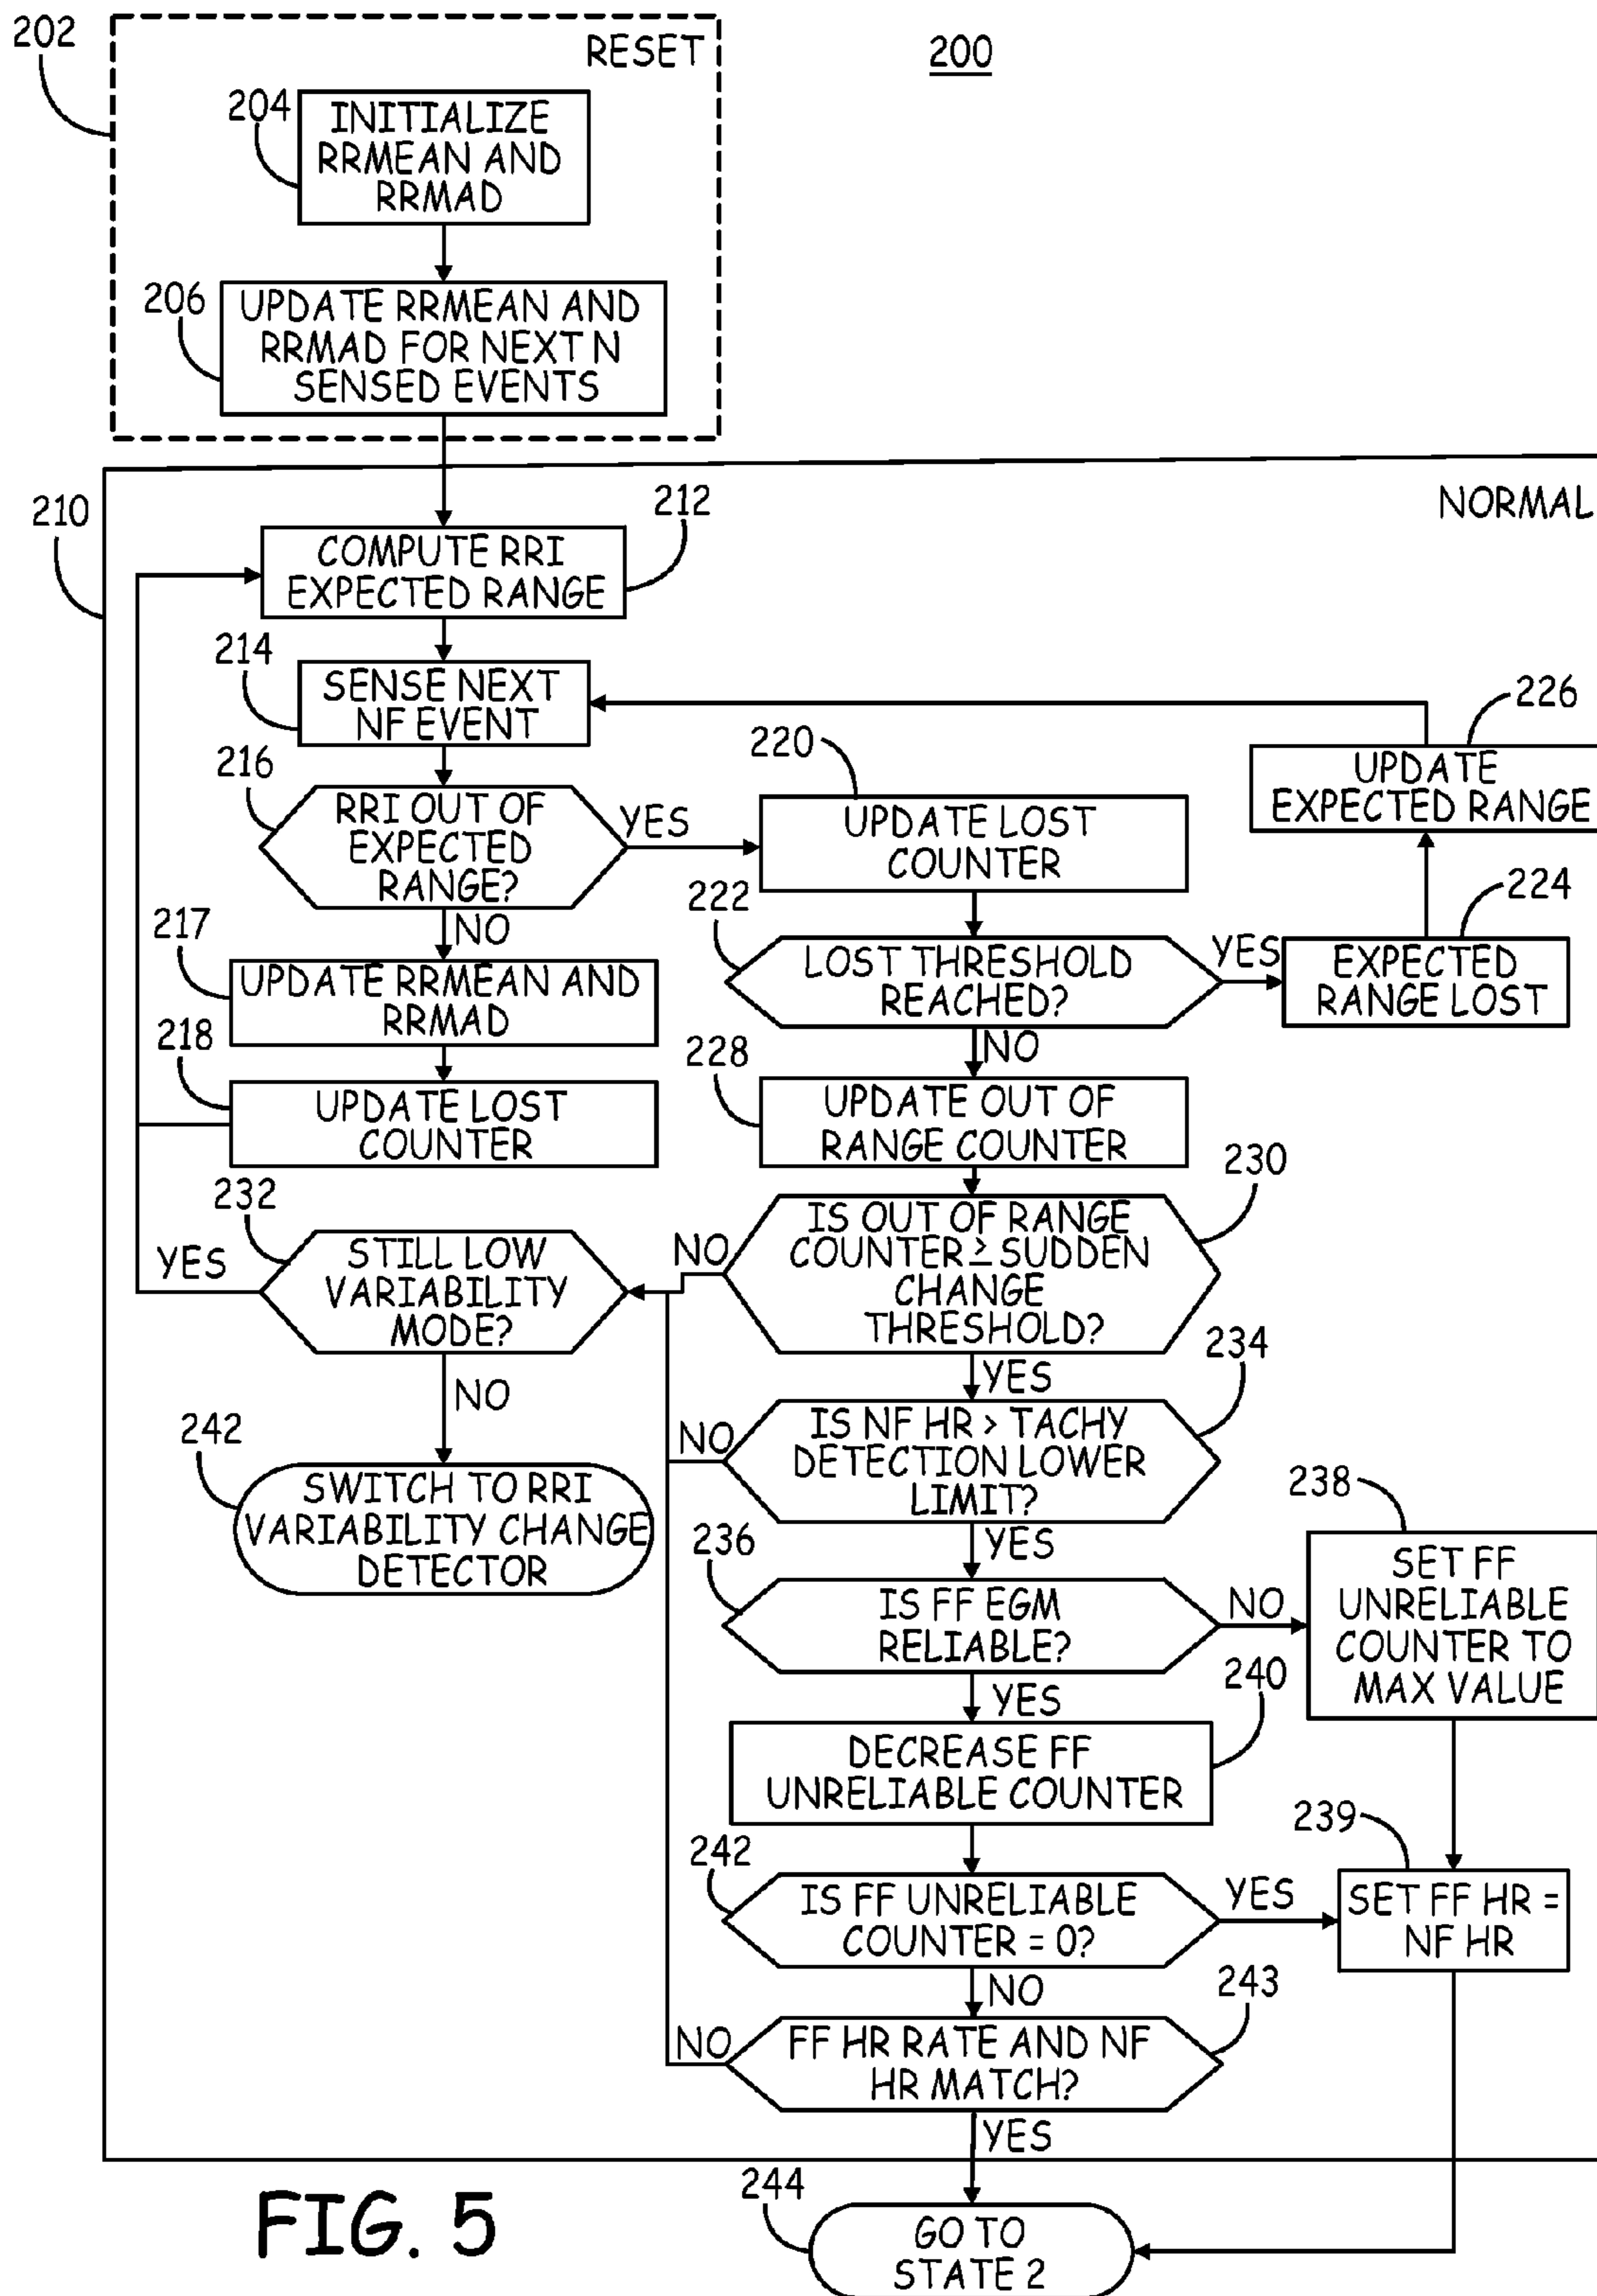 202
RESET
200
204
INITIALIZE
RRMEAN AND
RRMAD
206
UPDATE RRMEAN AND
RRMAD FOR NEXT N
SENSED EVENTS
210
NORMAL
212
COMPUTE RRI
EXPECTED RANGE
214
SENSE NEXT
NF EVENT
216
RRI OUT OF
EXPECTED
RANGE?
YES
NO
220
UPDATE LOST
COUNTER
226
UPDATE
EXPECTED RANGE
217
UPDATE RRMEAN AND
RRMAD
222
LOST THRESHOLD
REACHED?
YES
NO
224
EXPECTED
RANGE LOST
218
UPDATE LOST
COUNTER
228
UPDATE OUT OF
RANGE COUNTER
230
IS OUT OF RANGE
COUNTER ≥ SUDDEN
CHANGE
THRESHOLD?
NO
YES
232
STILL LOW
VARIABILITY
MODE?
YES
NO
234
IS NF HR > TACHY
DETECTION LOWER
LIMIT?
NO
YES
242
SWITCH TO RRI
VARIABILITY CHANGE
DETECTOR
236
IS FF EGM
RELIABLE?
NO
YES
238
SET FF
UNRELIABLE
COUNTER TO
MAX VALUE
240
DECREASE FF
UNRELIABLE COUNTER
239
SET FF HR =
NF HR
242
IS FF UNRELIABLE
COUNTER = 0?
YES
NO
243
FF HR RATE AND NF
HR MATCH?
NO
YES
244
GO TO
STATE 2
FIG. 5